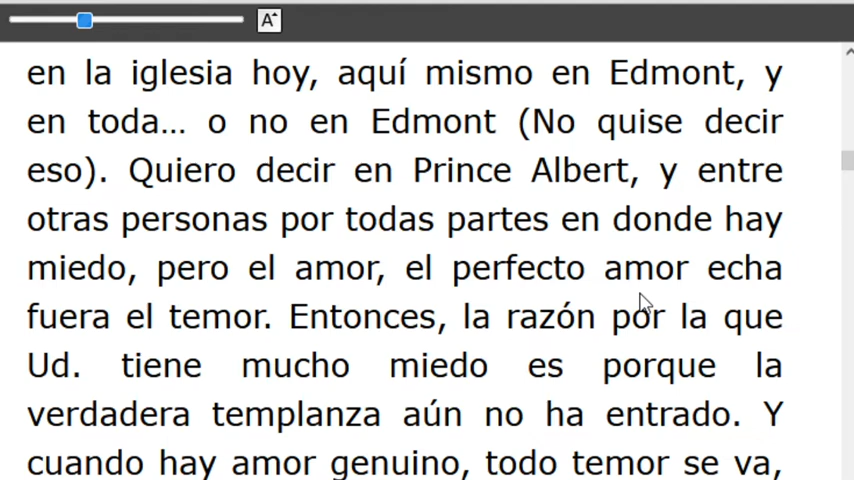 A
en la iglesia hoy, aquí mismo en Edmont, y
en toda... o no en Edmont (No quise decir
eso). Quiero decir en Prince Albert, y entre
otras personas por todas partes en donde hay
miedo, pero el amor, el perfecto amor echa
fuera el temor. Entonces, la razón por la que
Ud. tiene mucho miedo es porque la
verdadera templanza aún no ha entrado. Y
cuando hay amor genuino, todo temor se va,